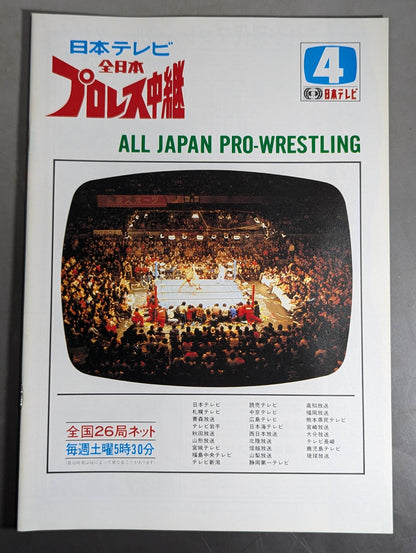 日本テレビ
全日本
プロレス中継
4
日本テレビ
ALL JAPAN PRO-WRESTLING
全国26局ネット
毎週土曜5時30分
日本テレビ
札幌テレビ
青森放送
テレビ岩手
秋田放送
山形放送
宮城テレビ
福島中央テレビ
テレビ新潟
読売テレビ
中京テレビ
広島テレビ
日本海テレビ
西日本放送
北陸放送
信越放送
山梨放送
静岡第一テレビ
高知放送
福岡放送
熊本県民テレビ
宮崎放送
大分放送
テレビ長崎
鹿児島テレビ
琉球放送